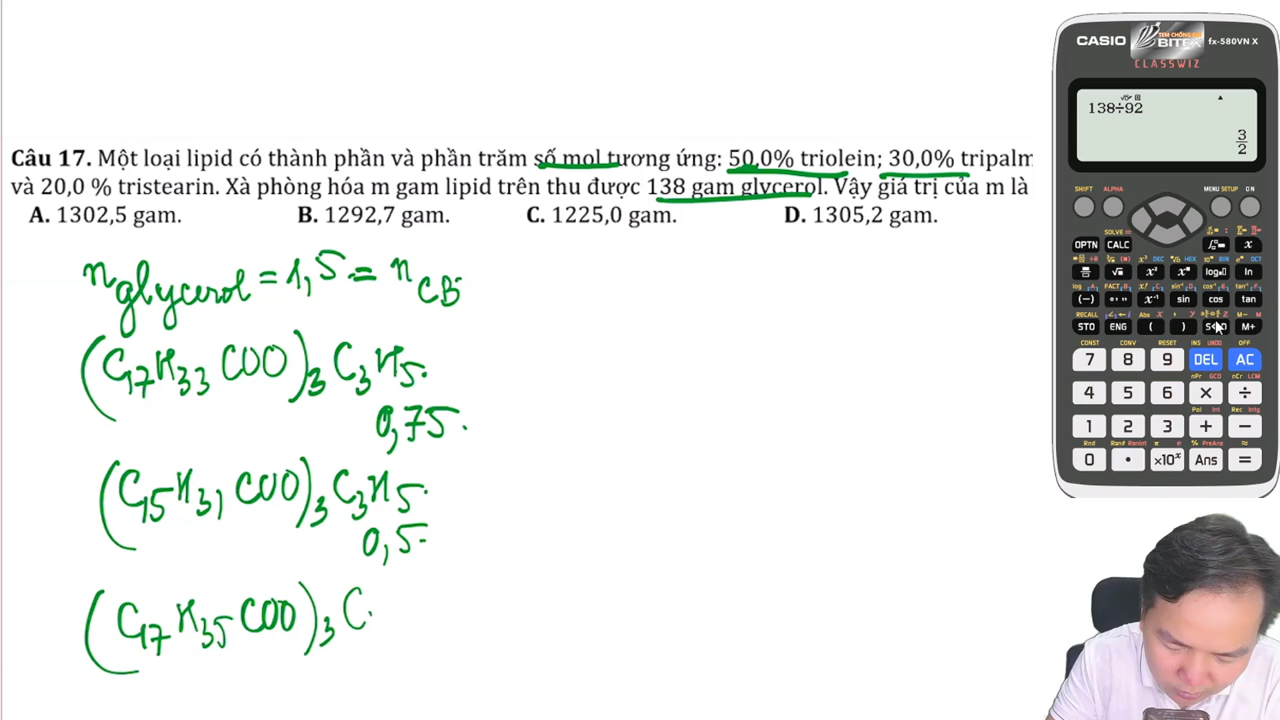 Câu 17. Một loại lipid có thành phần và phần trăm số mol tương ứng: 50,0% triolein; 30,0% tripalm
và 20,0 % tristearin. Xà phòng hóa m gam lipid trên thu được 138 gam glycerol. Vậy giá trị của m là
A. 1302,5 gam. B. 1292,7 gam. C. 1225,0 gam. D. 1305,2 gam.
n glycerol = 1,5 = n CB
(C17H33COO)3C3H5
0,75
(C15H31COO)3C3H5
0,5
(C17H35COO)3C
CASIO fx-580VN X
CLASSWIZ
138÷92
3/2
SHIFT ALPHA MENU SETUP ON
OPTN CALC
log ln
(−) sin cos tan
STO ENG ( ) S⇔D M+
7 8 9 DEL AC
4 5 6 × ÷
1 2 3 + −
0 . ×10ˣ Ans =